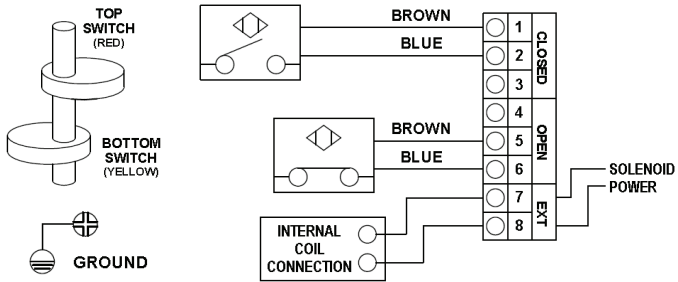 TOP
SWITCH
(RED)
BOTTOM
SWITCH
(YELLOW)
GROUND
BROWN
BLUE
BROWN
BLUE
INTERNAL
COIL
CONNECTION
1
2
3
4
5
6
7
8
CLOSED
OPEN
EXT
SOLENOID
POWER